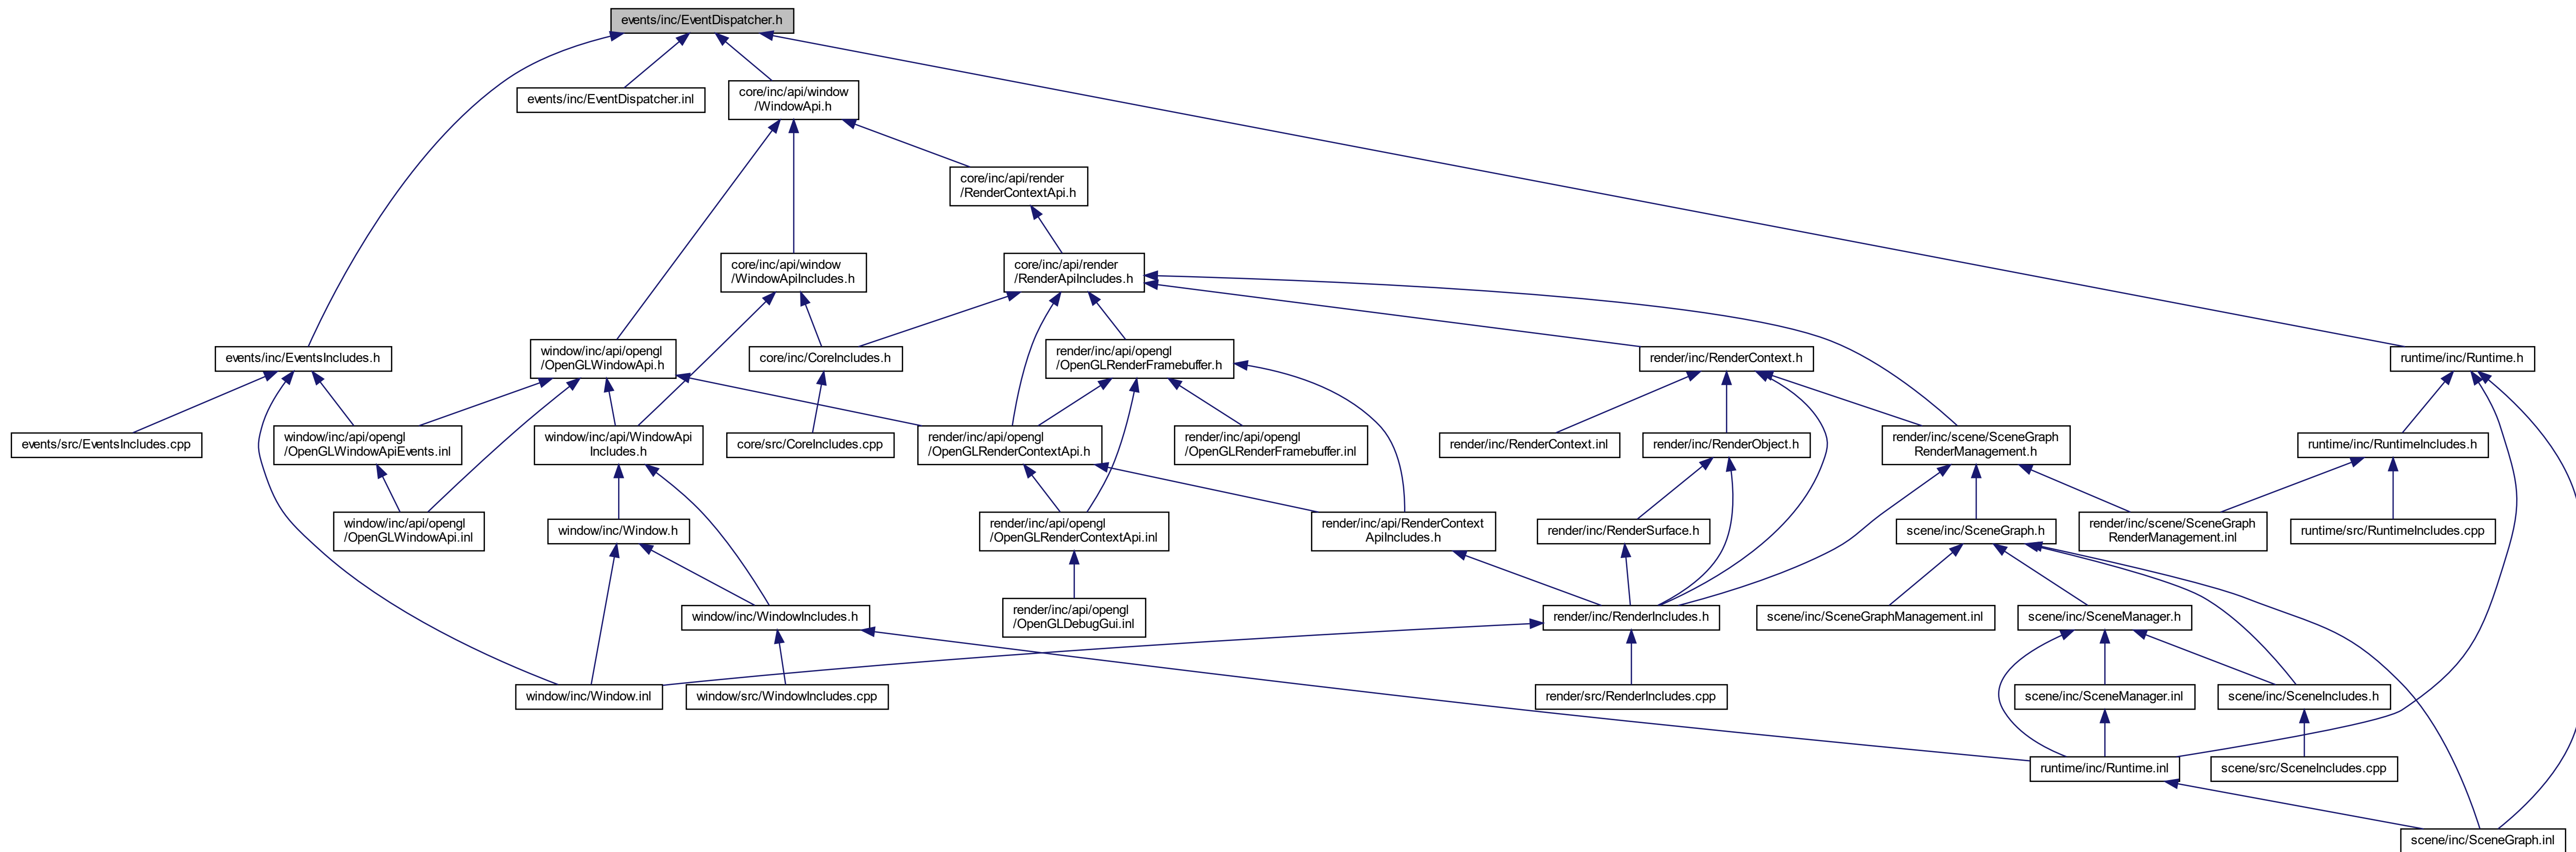 events/inc/EventDispatcher.h
events/inc/EventDispatcher.inl
core/inc/api/window
/WindowApi.h
core/inc/api/render
/RenderContextApi.h
core/inc/api/window
/WindowApiIncludes.h
core/inc/api/render
/RenderApiIncludes.h
events/inc/EventsIncludes.h
window/inc/api/opengl
/OpenGLWindowApi.h
core/inc/CoreIncludes.h
render/inc/api/opengl
/OpenGLRenderFramebuffer.h
render/inc/RenderContext.h
runtime/inc/Runtime.h
events/src/EventsIncludes.cpp
window/inc/api/opengl
/OpenGLWindowApiEvents.inl
window/inc/api/WindowApi
Includes.h
core/src/CoreIncludes.cpp
render/inc/api/opengl
/OpenGLRenderContextApi.h
render/inc/api/opengl
/OpenGLRenderFramebuffer.inl
render/inc/RenderContext.inl
render/inc/RenderObject.h
render/inc/scene/SceneGraph
RenderManagement.h
runtime/inc/RuntimeIncludes.h
window/inc/api/opengl
/OpenGLWindowApi.inl
window/inc/Window.h
render/inc/api/opengl
/OpenGLRenderContextApi.inl
render/inc/api/RenderContext
ApiIncludes.h
render/inc/RenderSurface.h
scene/inc/SceneGraph.h
render/inc/scene/SceneGraph
RenderManagement.inl
runtime/src/RuntimeIncludes.cpp
window/inc/WindowIncludes.h
render/inc/api/opengl
/OpenGLDebugGui.inl
render/inc/RenderIncludes.h
scene/inc/SceneGraphManagement.inl
scene/inc/SceneManager.h
window/inc/Window.inl
window/src/WindowIncludes.cpp
render/src/RenderIncludes.cpp
scene/inc/SceneManager.inl
scene/inc/SceneIncludes.h
runtime/inc/Runtime.inl
scene/src/SceneIncludes.cpp
scene/inc/SceneGraph.inl